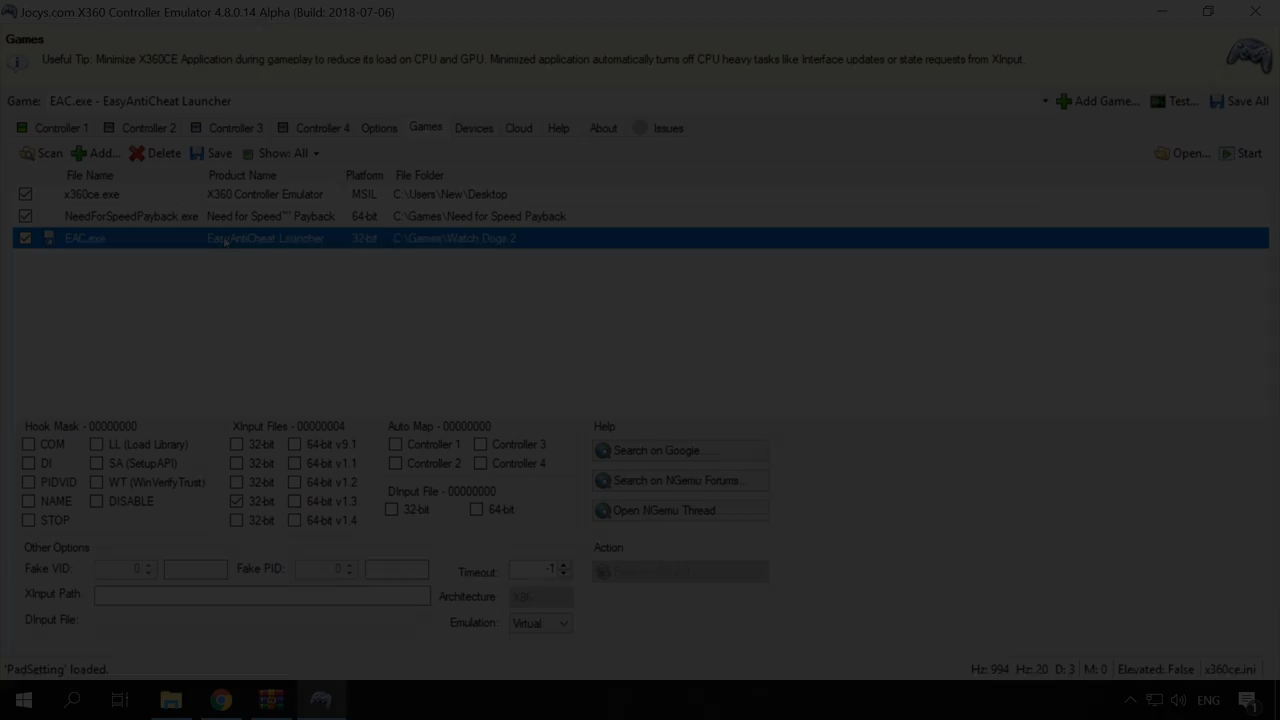 Jocys.com X360 Controller Emulator 4.8.0.14 Alpha (Build: 2018-07-06)
Games
Useful Tip: Minimize X360CE Application during gameplay to reduce its load on CPU and GPU. Minimized application automatically turns off CPU heavy tasks like Interface updates or state requests from XInput.
Game: EAC.exe - EasyAntiCheat Launcher Add Game... Test... Save All
Controller 1 Controller 2 Controller 3 Controller 4 Options Games Devices Cloud Help About Issues
Scan Add... Delete Save Show: All Open... Start
File Name Product Name Platform File Folder
x360ce.exe X360 Controller Emulator MSIL C:\Users\New\Desktop
NeedForSpeedPayback.exe Need for Speed™ Payback 64-bit C:\Games\Need for Speed Payback
EAC.exe EasyAntiCheat Launcher 32-bit C:\Games\Watch Dogs 2
Hook Mask - 00000000 XInput Files - 00000004 Auto Map - 00000000 Help
COM LL (Load Library) 32-bit 64-bit v9.1 Controller 1 Controller 3 Search on Google......
DI SA (SetupAPI) 32-bit 64-bit v1.1 Controller 2 Controller 4
PIDVID WT (WinVerifyTrust) 32-bit 64-bit v1.2 Search on NGemu Forums...
NAME DISABLE 32-bit 64-bit v1.3 DInput File - 00000000
32-bit 64-bit Open NGemu Thread......
STOP 32-bit 64-bit v1.4
Other Options Action
Fake VID: 0 Fake PID: 0 Timeout: -1
XInput Path: Architecture: X86
DInput File: Emulation: Virtual
'PadSetting' loaded. Hz: 994 Hz: 20 D: 3 M: 0 Elevated: False x360ce.ini
ENG 1